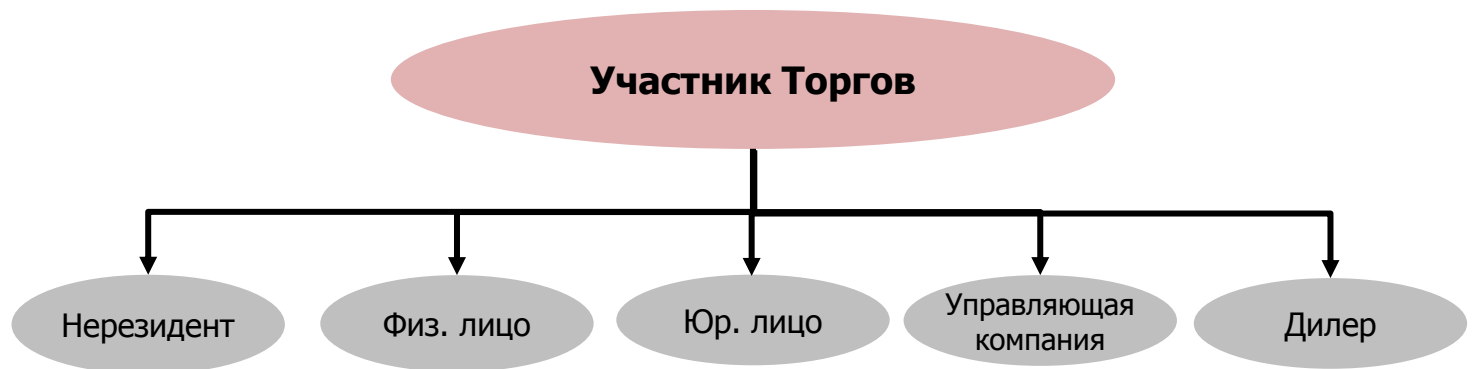 Участник Торгов
Нерезидент
Физ. лицо
Юр. лицо
Управляющая
компания
Дилер